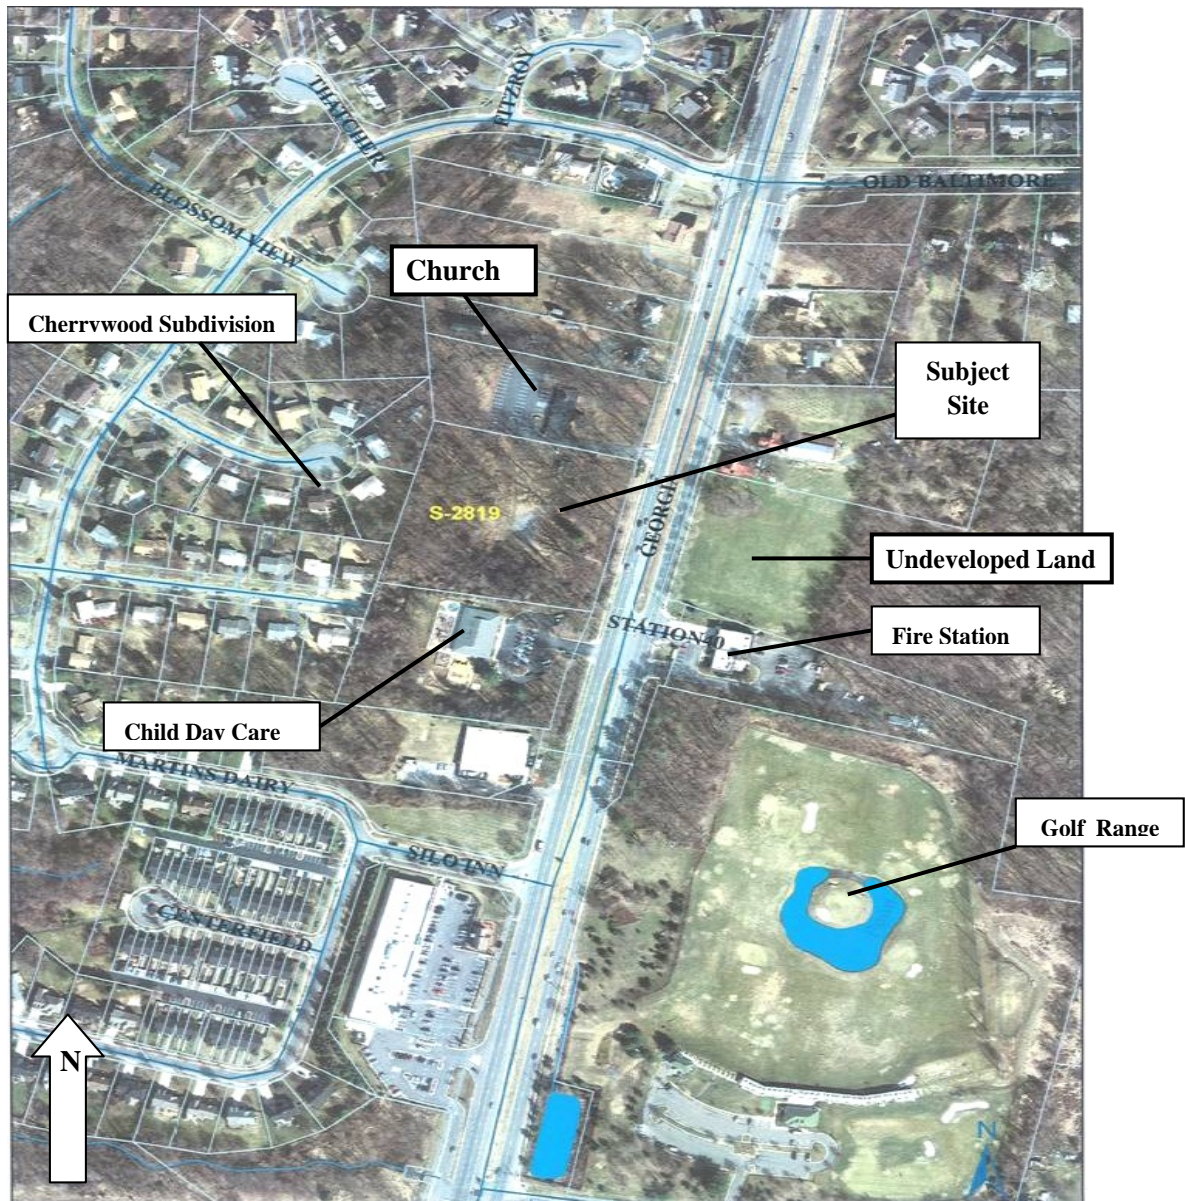 THATCHER
FITZROY
OLD BALTIMORE
BLOSSOM VIEW
Church
Cherrywood Subdivision
Subject
Site
S-2819
GEORGI
Undeveloped Land
STATION 40
Fire Station
Child Day Care
MARTINS DAIRY
Golf Range
SILO INN
CENTERFIELD
N
N